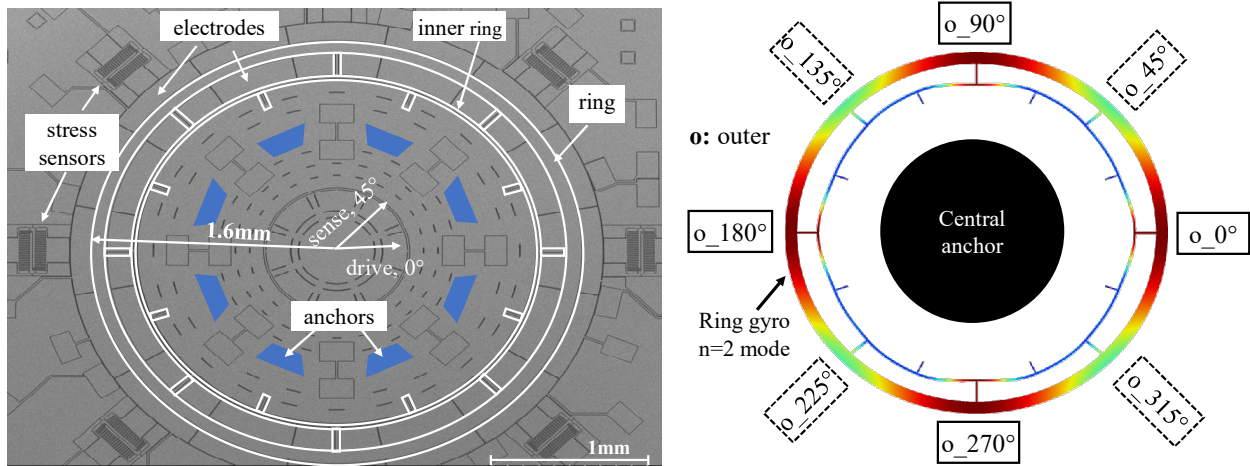 electrodes
inner ring
ring
stress
sensors
sense, 45°
1.6mm
drive, 0°
anchors
1mm
o_90°
o_135°
o_45°
o: outer
o_180°
Central
anchor
o_0°
Ring gyro
n=2 mode
o_225°
o_315°
o_270°